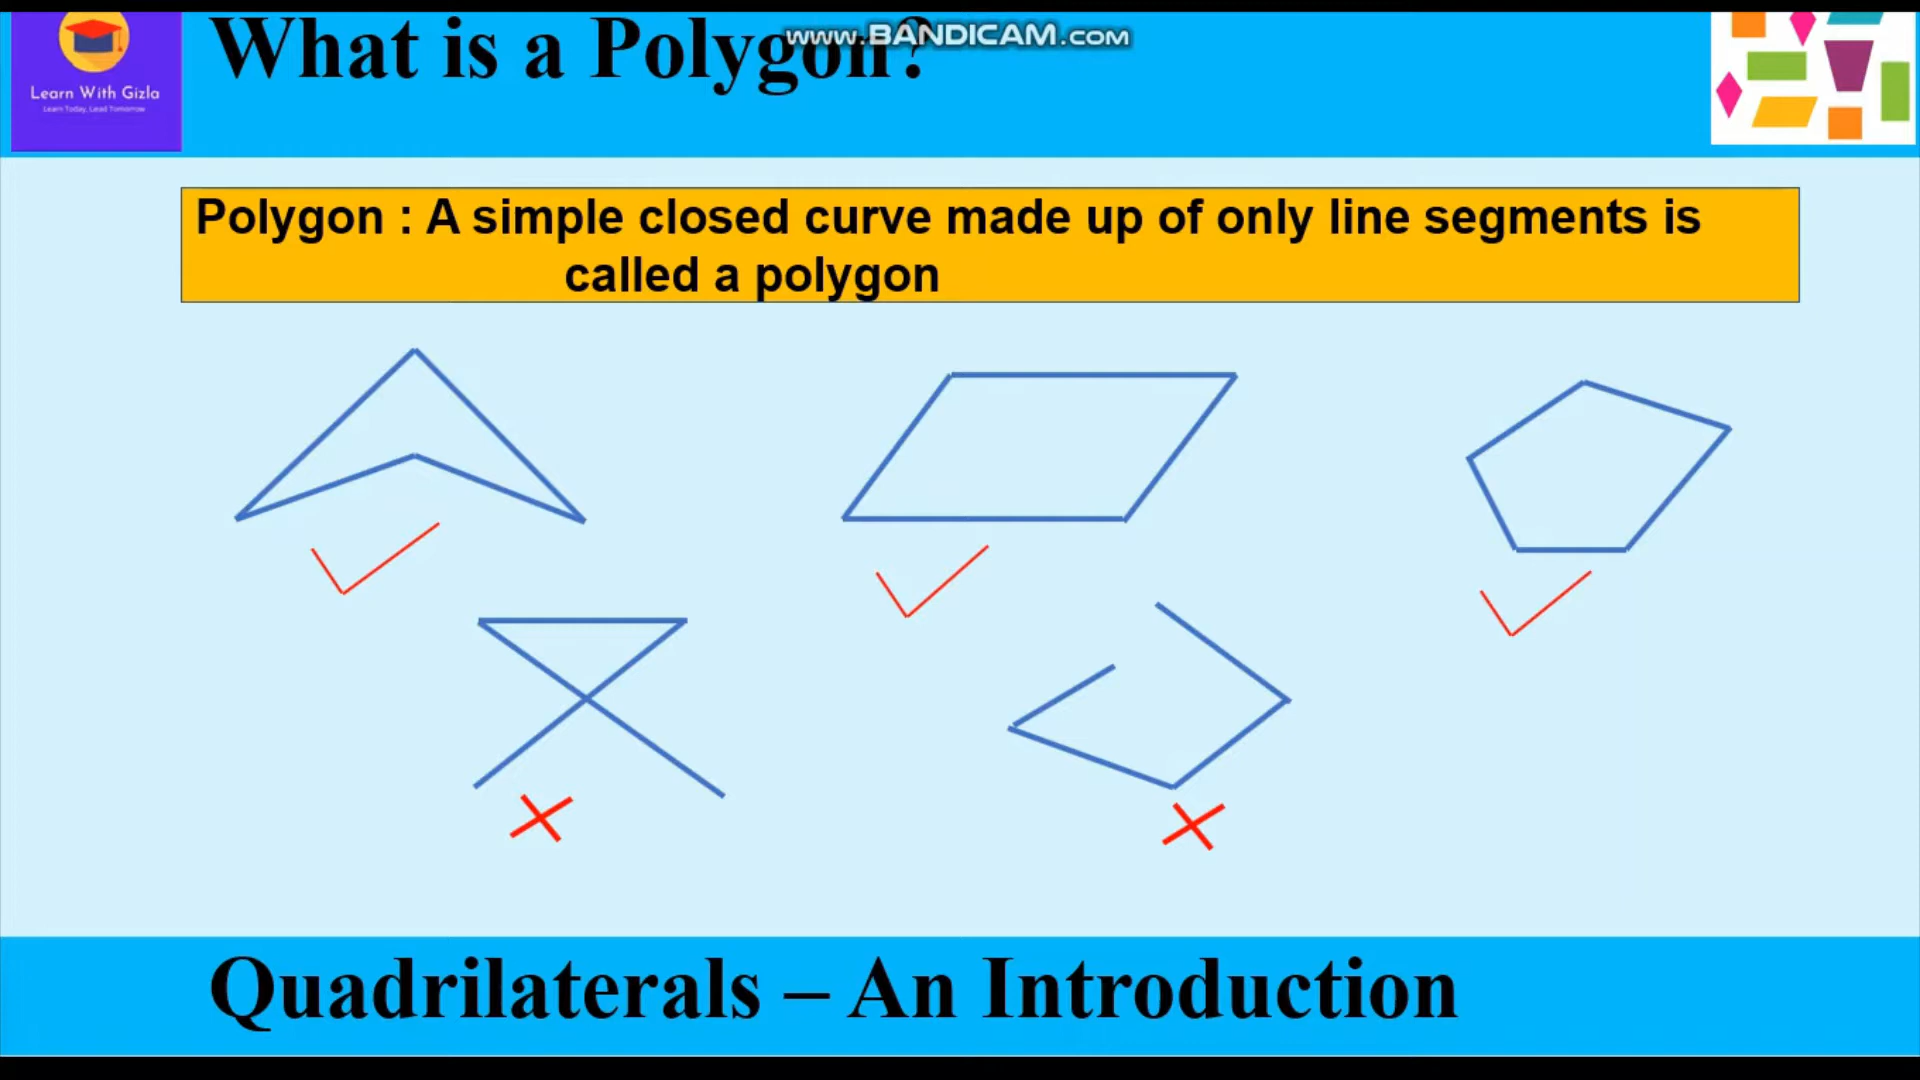 What is a Polygon?
www.BANDICAM.com
Learn With Gizla
Learn Today, Lead Tomorrow
Polygon : A simple closed curve made up of only line segments is
called a polygon
Quadrilaterals – An Introduction